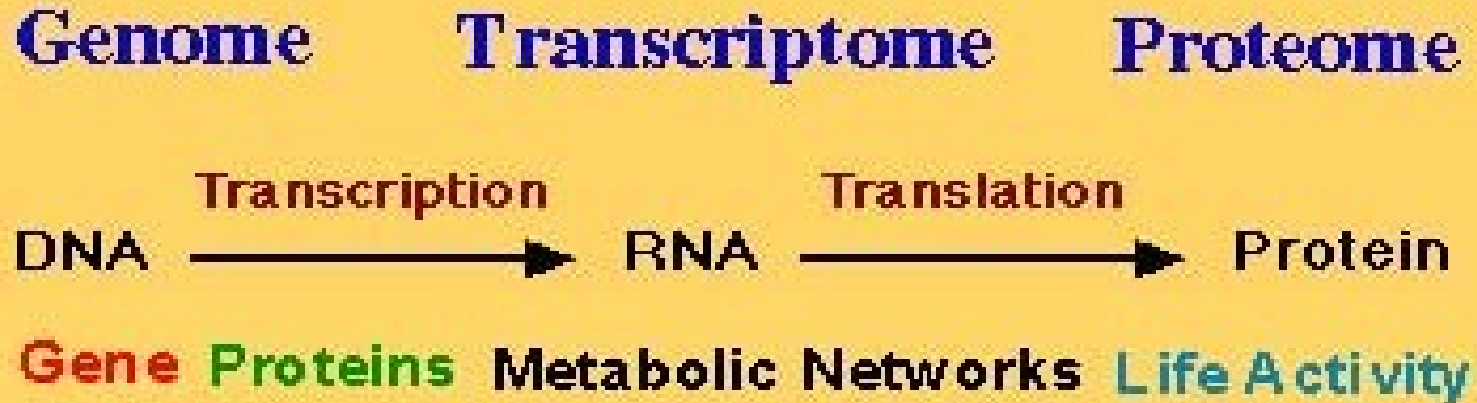 Genome Transcriptome Proteome
Transcription Translation
DNA RNA Protein
Gene Proteins Metabolic Networks Life Activity